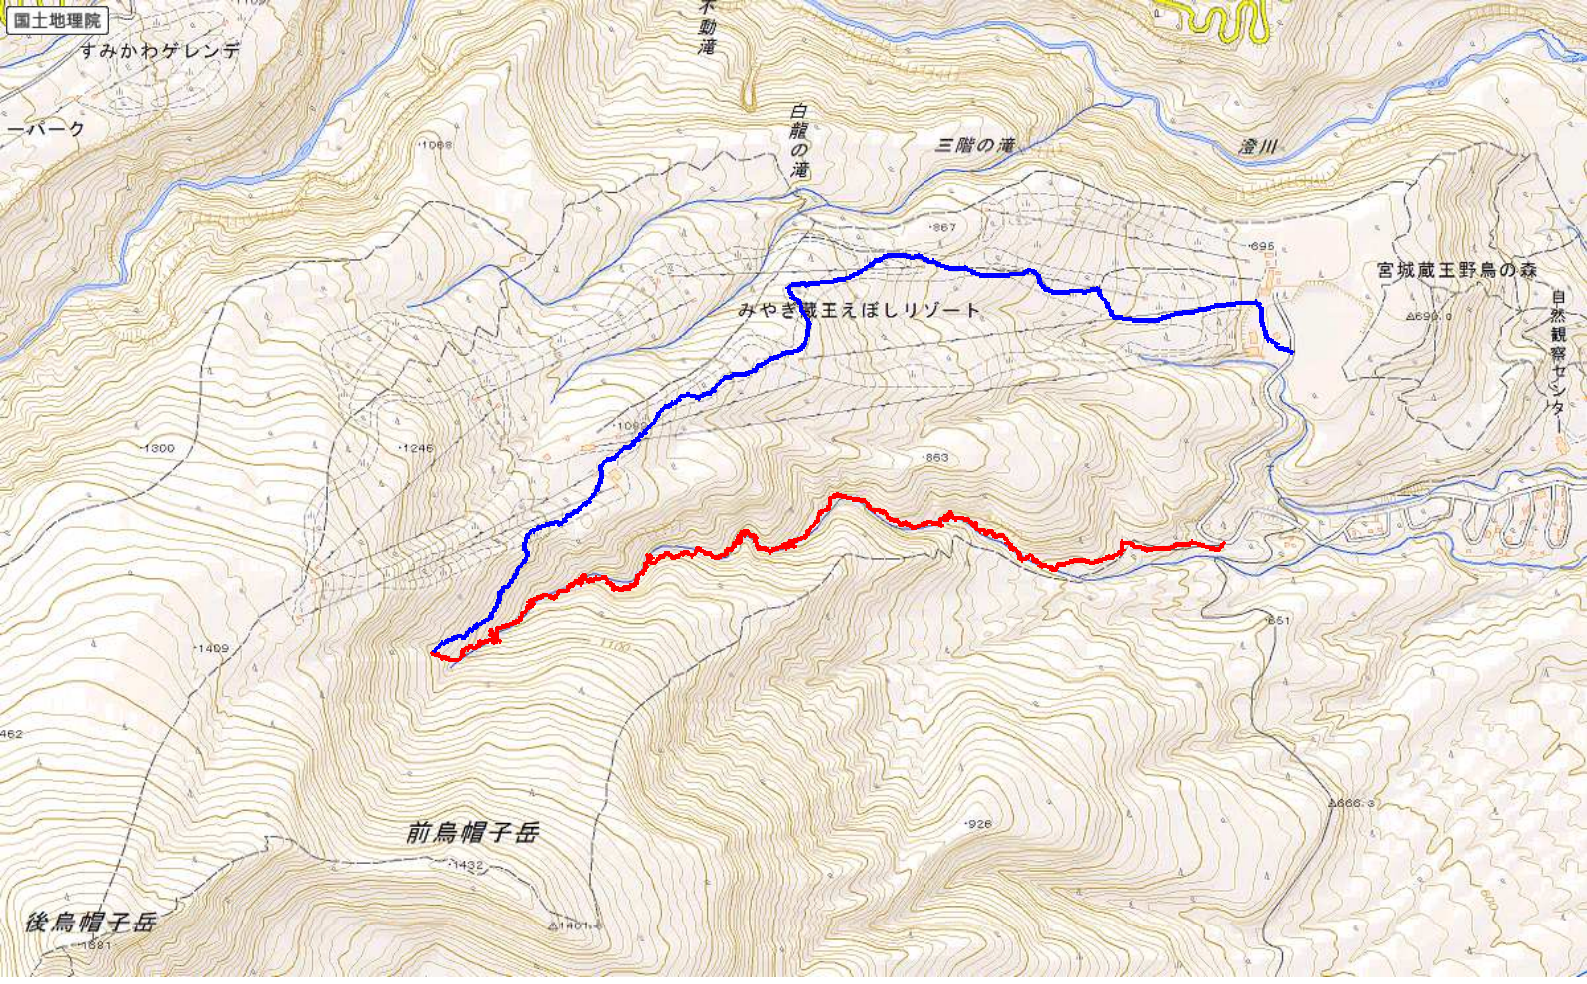 国土地理院
すみかわゲレンデ
ーパーク
不動滝
白龍の滝
三階の滝
澄川
・1068
・867
・695
宮城蔵王野鳥の森
△690.0
自然観察センター
みやぎ蔵王えぼしリゾート
・1300
・1246
・863
・1409
1100
・651
462
△666.3
・926
前烏帽子岳
・1432
600
後烏帽子岳
・1681